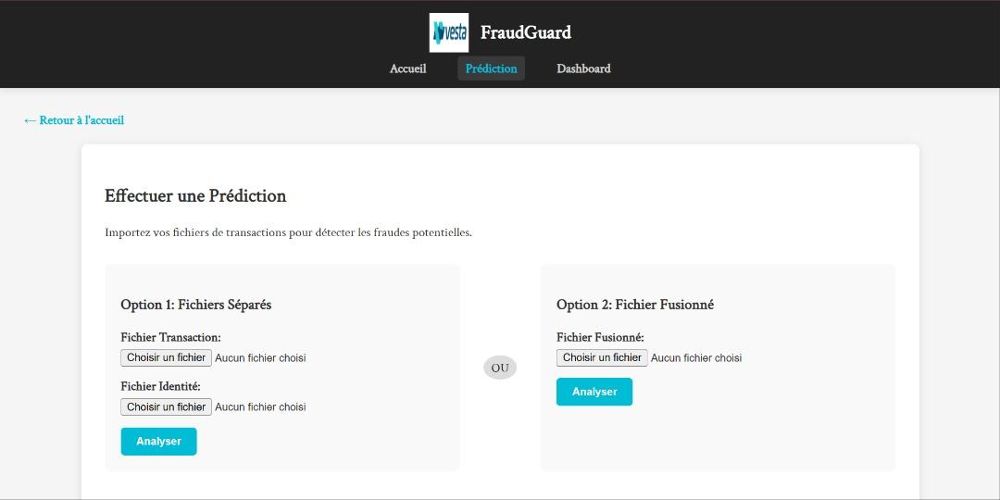 vesta FraudGuard
Accueil Prédiction Dashboard
← Retour à l'accueil
Effectuer une Prédiction
Importez vos fichiers de transactions pour détecter les fraudes potentielles.
Option 1: Fichiers Séparés
Fichier Transaction:
Choisir un fichier Aucun fichier choisi
Fichier Identité:
Choisir un fichier Aucun fichier choisi
Analyser
OU
Option 2: Fichier Fusionné
Fichier Fusionné:
Choisir un fichier Aucun fichier choisi
Analyser